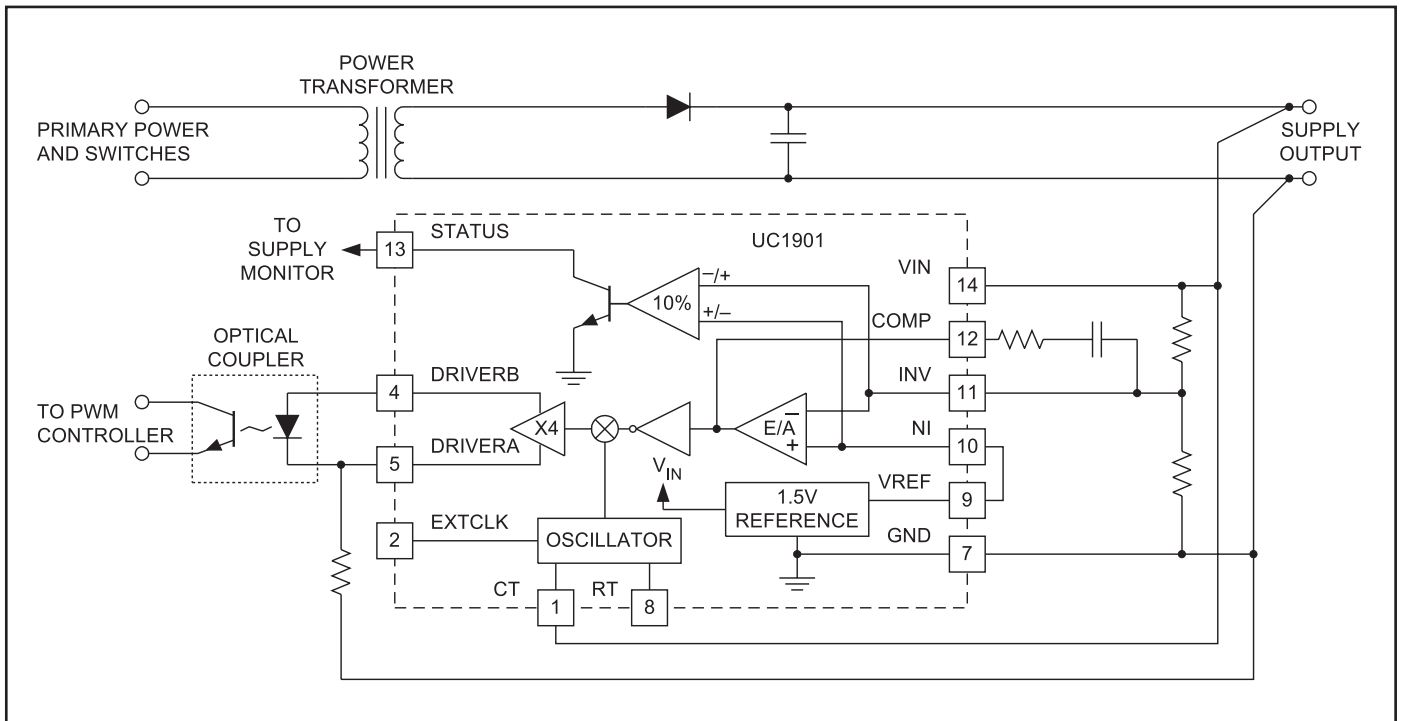 POWER
TRANSFORMER
PRIMARY POWER
AND SWITCHES
SUPPLY
OUTPUT
TO
SUPPLY
MONITOR
13
STATUS
UC1901
10%
–/+
+/–
VIN
14
COMP
12
OPTICAL
COUPLER
TO PWM
CONTROLLER
4
DRIVERB
5
DRIVERA
X4
E/A
–
+
INV
11
NI
10
VIN
1.5V
REFERENCE
VREF
9
2
EXTCLK
OSCILLATOR
GND
7
CT
1
RT
8